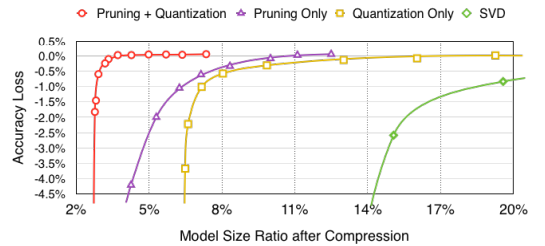 Pruning + Quantization Pruning Only Quantization Only SVD
0.5%
0.0%
-0.5%
-1.0%
-1.5%
-2.0%
-2.5%
-3.0%
-3.5%
-4.0%
-4.5%
Accuracy Loss
2% 5% 8% 11% 14% 17% 20%
Model Size Ratio after Compression